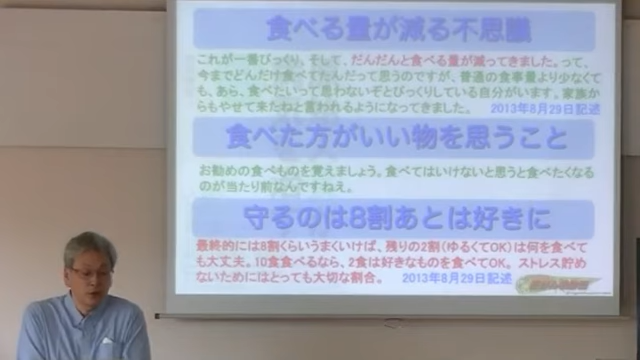 食べる量が減る不思議
これが一番びっくり、そして、だんだんと食べる量が減ってきました。って、
今までどんだけ食べてたんだって思うのですが、普通の食事量より少なくて
も、あら、食べたいって思わないぞとびっくりしている自分がいます。家族か
らもやせて来たねと言われるようになってきました。 2013年8月29日記述
食べた方がいい物を思うこと
お勧めの食べものを覚えましょう。食べてはいけないと思うと食べたくなる
のが当たり前なんですねえ。
守るのは8割あとは好きに
最終的には8割くらいうまくいけば、残りの2割(ゆるくてOK)は何を食べて
も大丈夫。10食食べるなら、2食は好きなものを食べてOK。ストレス貯め
ないためにはとっても大切な割合。 2013年8月29日記述